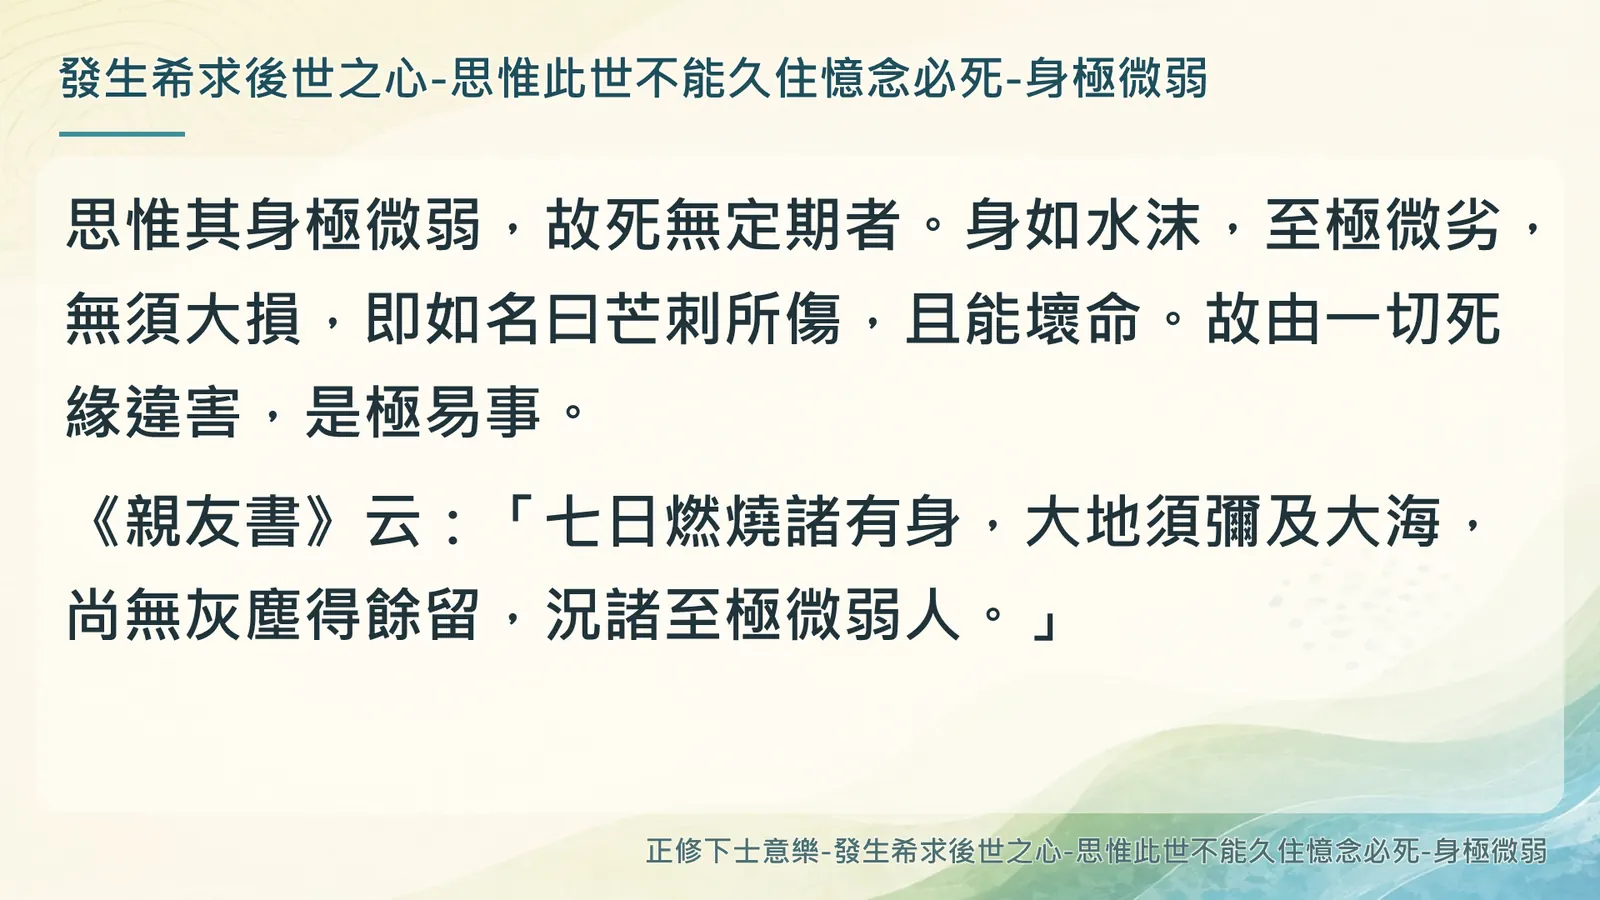 發生希求後世之心-思惟此世不能久住憶念必死-身極微弱
思惟其身極微弱，故死無定期者。身如水沫，至極微劣，
無須大損，即如名曰芒刺所傷，且能壞命。故由一切死
緣違害，是極易事。
《親友書》云：「七日燃燒諸有身，大地須彌及大海，
尚無灰塵得餘留，況諸至極微弱人。」
正修下士意樂-發生希求後世之心-思惟此世不能久住憶念必死-身極微弱